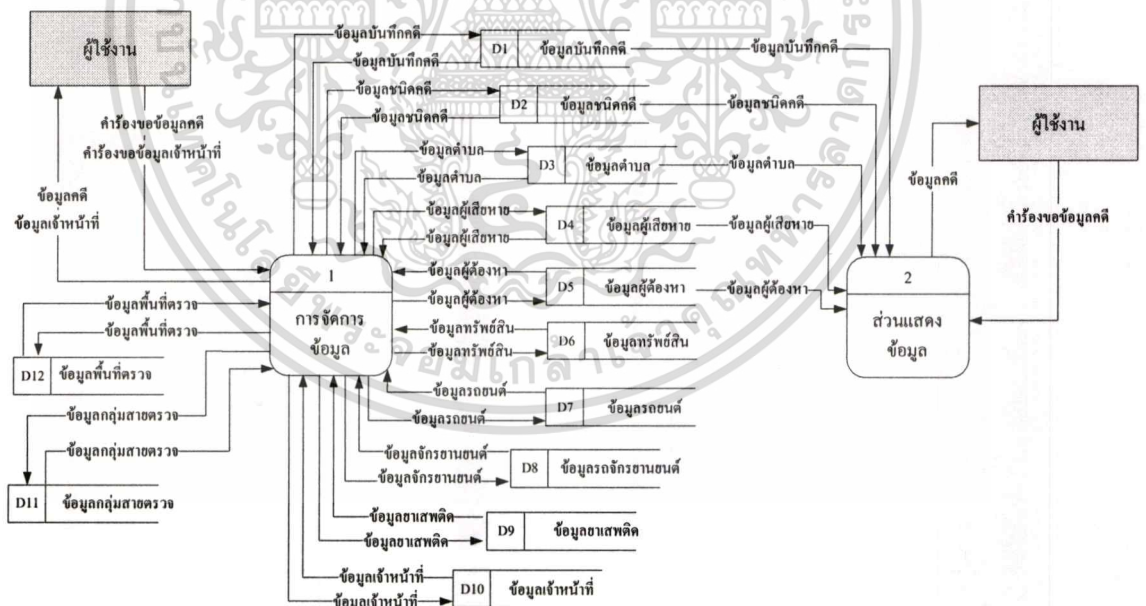 ผู้ใช้งาน
คำร้องขอข้อมูลคดี
คำร้องขอข้อมูลเจ้าหน้าที่
ข้อมูลคดี
ข้อมูลเจ้าหน้าที่
ข้อมูลบันทึกคดี
ข้อมูลบันทึกคดี
D1 ข้อมูลบันทึกคดี
ข้อมูลบันทึกคดี
ข้อมูลชนิดคดี
ข้อมูลชนิดคดี
D2 ข้อมูลชนิดคดี
ข้อมูลชนิดคดี
ข้อมูลตำบล
ข้อมูลตำบล
D3 ข้อมูลตำบล
ข้อมูลตำบล
ข้อมูลผู้เสียหาย
ข้อมูลผู้เสียหาย
D4 ข้อมูลผู้เสียหาย
ข้อมูลผู้เสียหาย
ข้อมูลผู้ต้องหา
ข้อมูลผู้ต้องหา
D5 ข้อมูลผู้ต้องหา
ข้อมูลผู้ต้องหา
ข้อมูลทรัพย์สิน
ข้อมูลทรัพย์สิน
D6 ข้อมูลทรัพย์สิน
ข้อมูลรถยนต์
ข้อมูลรถยนต์
D7 ข้อมูลรถยนต์
ข้อมูลจักรยานยนต์
ข้อมูลจักรยานยนต์
D8 ข้อมูลรถจักรยานยนต์
ข้อมูลยาเสพติด
ข้อมูลยาเสพติด
D9 ข้อมูลยาเสพติด
ข้อมูลเจ้าหน้าที่
ข้อมูลเจ้าหน้าที่
D10 ข้อมูลเจ้าหน้าที่
1
การจัดการ
ข้อมูล
ข้อมูลพื้นที่ตรวจ
ข้อมูลพื้นที่ตรวจ
D12 ข้อมูลพื้นที่ตรวจ
ข้อมูลกลุ่มสายตรวจ
ข้อมูลกลุ่มสายตรวจ
D11 ข้อมูลกลุ่มสายตรวจ
ผู้ใช้งาน
ข้อมูลคดี
คำร้องขอข้อมูลคดี
2
ส่วนแสดง
ข้อมูล